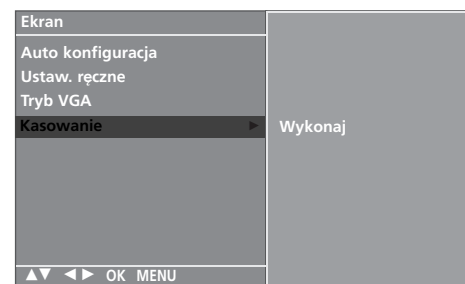 Ekran
Auto konfiguracja
Ustaw. ręczne
Tryb VGA
Kasowanie ► Wykonaj
▲▼ ◄► OK MENU